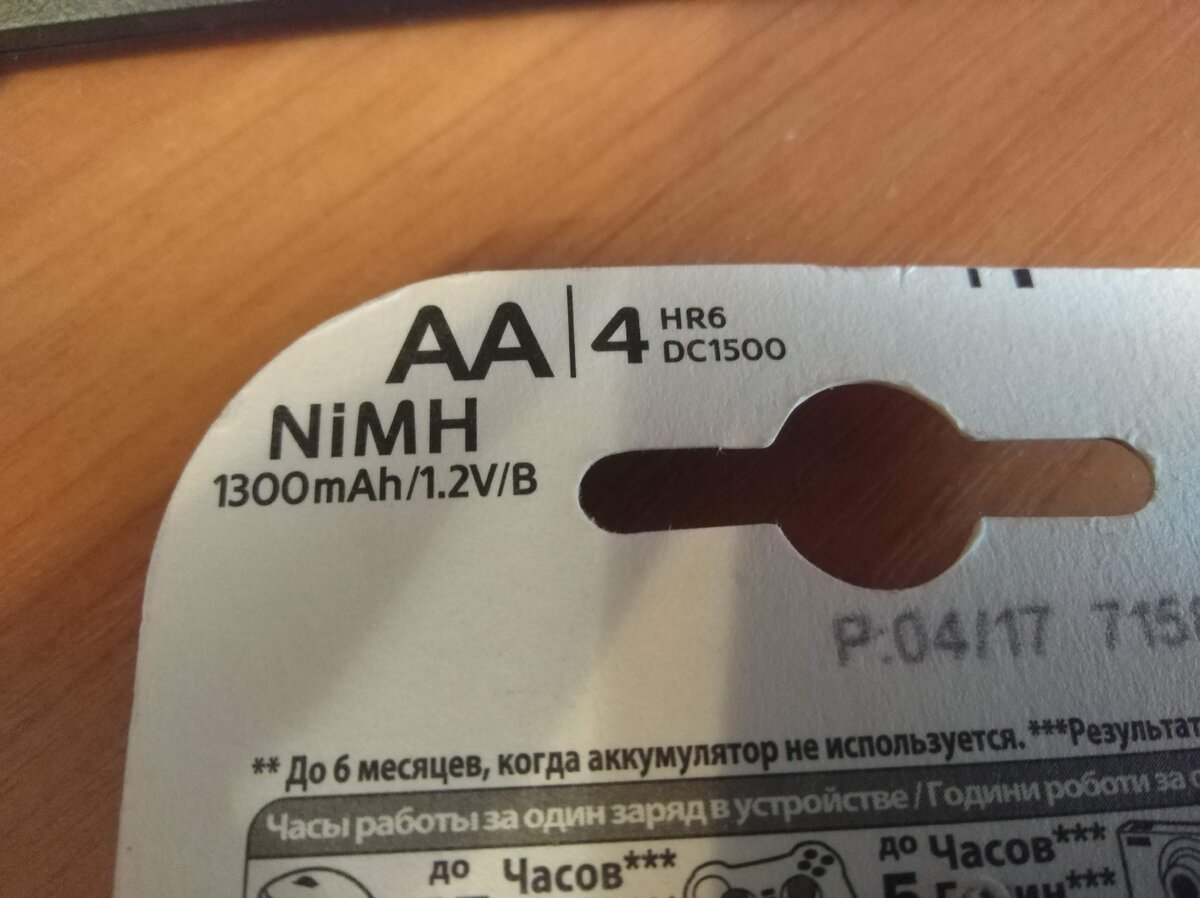 AA | 4 HR6
DC1500
NiMH
1300mAh/1.2V/B
P:04/17
** До 6 месяцев, когда аккумулятор не используется. ***Результат
Часы работы за один заряд в устройстве / Години роботи за
до Часов***
до Часов***
5